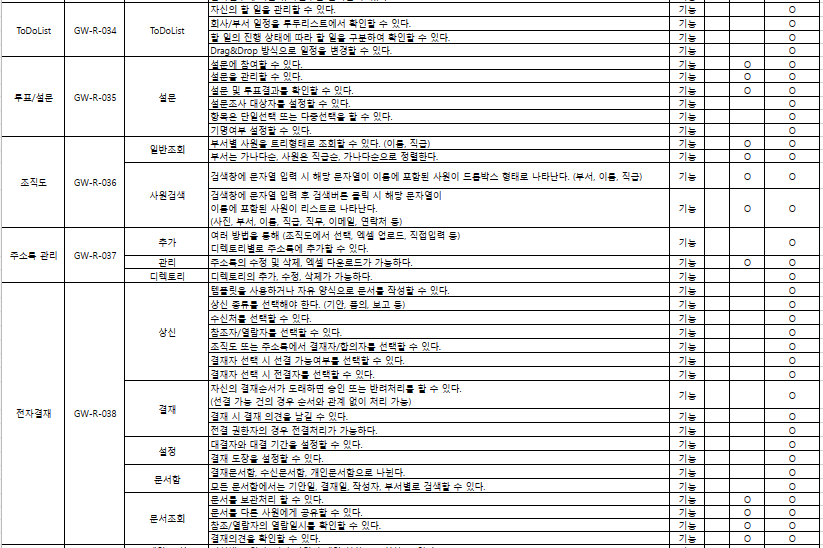 자신의 할 일을 관리할 수 있다. 기능 O
ToDoList GW-R-034 ToDoList
회사/부서 일정을 투두리스트에서 확인할 수 있다. 기능 O
할 일의 진행 상태에 따라 할 일을 구분하여 확인할 수 있다. 기능 O
Drag&Drop 방식으로 일정을 변경할 수 있다. 기능 O
투표/설문 GW-R-035 설문
설문에 참여할 수 있다. 기능 O O
설문을 관리할 수 있다. 기능 O O
설문 및 투표결과를 확인할 수 있다. 기능 O O
설문조사 대상자를 설정할 수 있다. 기능 O
항목은 단일선택 또는 다중선택을 할 수 있다. 기능 O
기명여부 설정할 수 있다. 기능 O
조직도 GW-R-036
일반조회
부서별 사원을 트리형태로 조회할 수 있다. (이름, 직급) 기능 O O
부서는 가나다순, 사원은 직급순, 가나다순으로 정렬한다. 기능 O O
사원검색
검색창에 문자열 입력 시 해당 문자열이 이름에 포함된 사원이 드롭박스 형태로 나타난다. (부서, 이름, 직급) 기능 O O
검색창에 문자열 입력 후 검색버튼 클릭 시 해당 문자열이
이름에 포함된 사원이 리스트로 나타난다. 기능 O O
(사진, 부서, 이름, 직급, 직무, 이메일, 연락처 등)
주소록 관리 GW-R-037
추가
여러 방법을 통해 (조직도에서 선택, 엑셀 업로드, 직접입력 등)
디렉토리별로 주소록에 추가할 수 있다. 기능 O
관리 주소록의 수정 및 삭제, 엑셀 다운로드가 가능하다. 기능 O O
디렉토리 디렉토리의 추가, 수정, 삭제가 가능하다. 기능 O
전자결재 GW-R-038
상신
템플릿을 사용하거나 자유 양식으로 문서를 작성할 수 있다. 기능 O
상신 종류를 선택해야 한다. (기안, 품의, 보고 등) 기능 O
수신처를 선택할 수 있다. 기능 O
참조자/열람자를 선택할 수 있다. 기능 O
조직도 또는 주소록에서 결재자/합의자를 선택할 수 있다. 기능 O
결재자 선택 시 선결 가능여부를 선택할 수 있다. 기능 O
결재자 선택 시 전결자를 선택할 수 있다. 기능 O
결재
자신의 결재순서가 도래하면 승인 또는 반려처리를 할 수 있다.
(선결 가능 건의 경우 순서와 관계 없이 처리 가능) 기능 O
결재 시 결재 의견을 남길 수 있다. 기능 O
전결 권한자의 경우 전결처리가 가능하다. 기능 O
설정
대결자와 대결 기간을 설정할 수 있다. 기능 O
결재 도장을 설정할 수 있다. 기능 O
문서함
결재문서함, 수신문서함, 개인문서함으로 나뉜다. 기능 O
모든 문서함에서는 기안일, 결재일, 작성자, 부서별로 검색할 수 있다. 기능 O
문서조회
문서를 보관처리 할 수 있다. 기능 O O
문서를 다른 사원에게 공유할 수 있다. 기능 O O
참조/열람자의 열람일시를 확인할 수 있다. 기능 O O
결재의견을 확인할 수 있다. 기능 O O